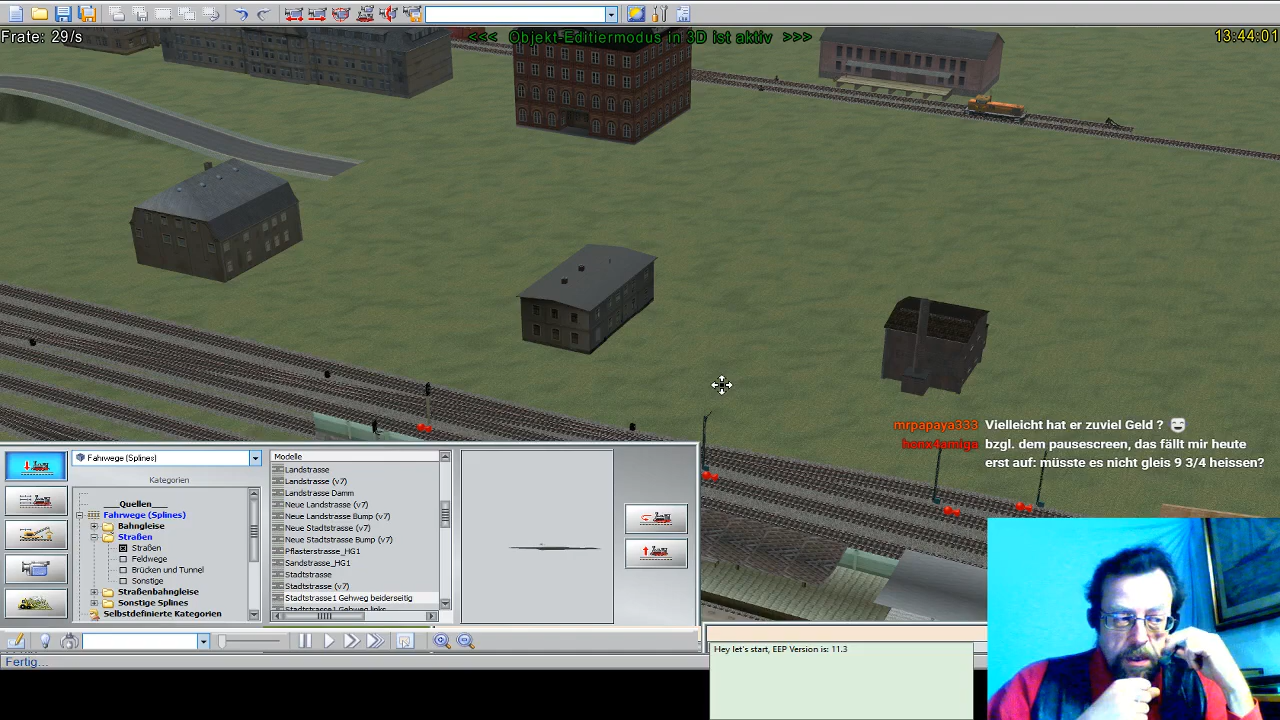 Frate: 29/s
<<< Objekt-Editiermodus in 3D ist aktiv >>>
13:44:01
mrpapaya333 Vielleicht hat er zuviel Geld ?
honx4amiga bzgl. dem pausescreen, das fällt mir heute
erst auf: müsste es nicht gleis 9 3/4 heissen?
Fahrwege (Splines)
Kategorien
__Quellen__
Fahrwege (Splines)
Bahngleise
Straßen
Straßen
Feldwege
Brücken und Tunnel
Sonstige
Straßenbahngleise
Sonstige Splines
Selbstdefinierte Kategorien
Modelle
Landstrasse
Landstrasse (v7)
Landstrasse Damm
Neue Landstrasse (v7)
Neue Landstrasse Bump (v7)
Neue Stadtstrasse (v7)
Neue Stadtstrasse Bump (v7)
Pflasterstrasse_HG1
Sandstrasse_HG1
Stadtstrasse
Stadtstrasse (v7)
Stadtstrasse1 Gehweg beiderseitig
Stadtstrasse1 Gehweg links
Hey let's start, EEP Version is: 11.3
Fertig...